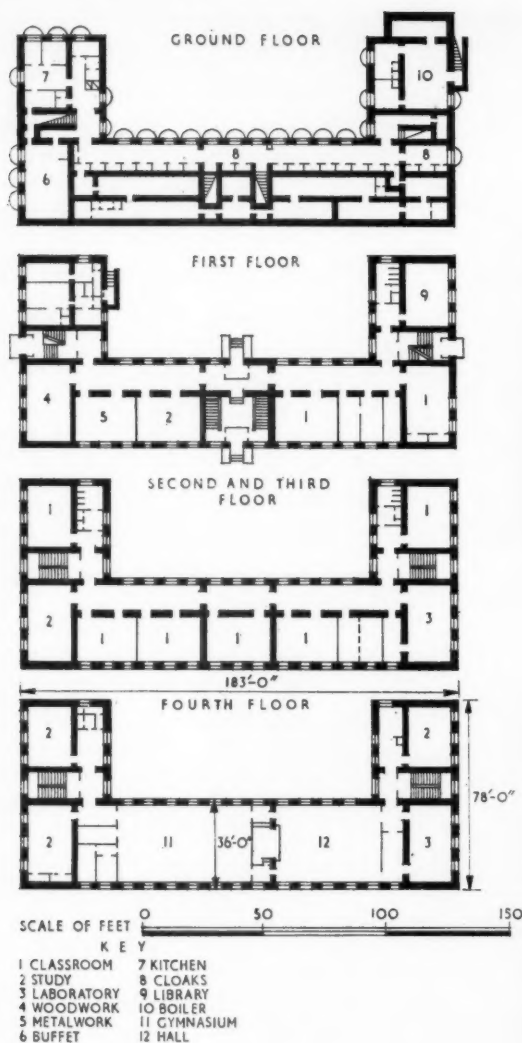 GROUND FLOOR
7
10
8
8
6
FIRST FLOOR
9
4
5
2
1
1
SECOND AND THIRD
FLOOR
1
1
2
1
1
1
1
3
183'-0"
FOURTH FLOOR
2
2
78'-0"
2
11
36'-0"
12
3
SCALE OF FEET
0 50 100 150
KEY
1 CLASSROOM 7 KITCHEN
2 STUDY 8 CLOAKS
3 LABORATORY 9 LIBRARY
4 WOODWORK 10 BOILER
5 METALWORK 11 GYMNASIUM
6 BUFFET 12 HALL